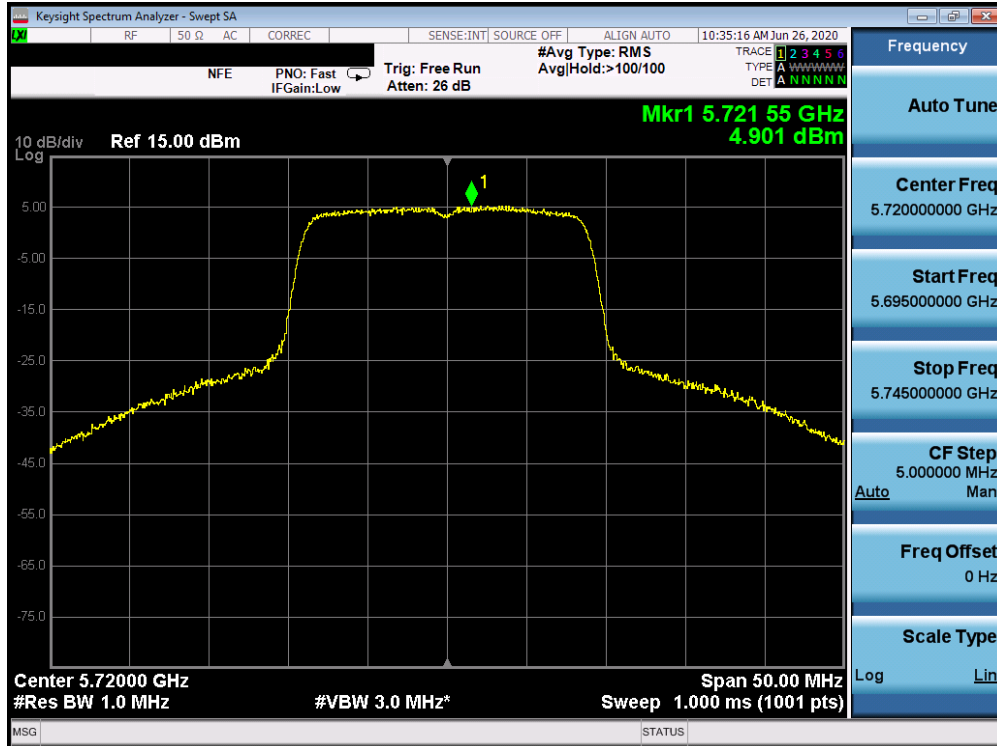 Keysight Spectrum Analyzer - Swept SA
LXI RF 50 Ω AC CORREC SENSE:INT SOURCE OFF ALIGN AUTO 10:35:16 AM Jun 26, 2020
NFE PNO: Fast IFGain:Low Trig: Free Run Atten: 26 dB
#Avg Type: RMS
Avg|Hold:>100/100
TRACE 1 2 3 4 5 6
TYPE A WWWWW
DET A N N N N N
Mkr1 5.721 55 GHz
4.901 dBm
10 dB/div Ref 15.00 dBm
Log
1
5.00
-5.00
-15.0
-25.0
-35.0
-45.0
-55.0
-65.0
-75.0
Center 5.72000 GHz Span 50.00 MHz
#Res BW 1.0 MHz #VBW 3.0 MHz* Sweep 1.000 ms (1001 pts)
MSG STATUS
Frequency
Auto Tune
Center Freq
5.720000000 GHz
Start Freq
5.695000000 GHz
Stop Freq
5.745000000 GHz
CF Step
5.000000 MHz
Auto Man
Freq Offset
0 Hz
Scale Type
Log Lin